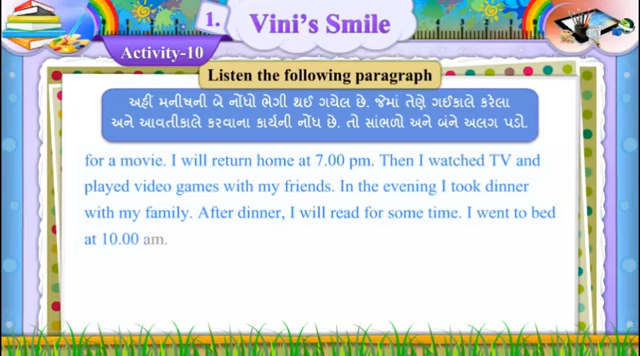 1.
Vini's Smile
Activity-10
Listen the following paragraph
અહીં મનીષની બે નોંધો ભેગી થઈ ગયેલ છે. જેમાં તેણે ગઈકાલે કરેલા
અને આવતીકાલે કરવાના કાર્યની નોંધ છે. તો સાંભળો અને બંને અલગ પડો.
for a movie. I will return home at 7.00 pm. Then I watched TV and
played video games with my friends. In the evening I took dinner
with my family. After dinner, I will read for some time. I went to bed
at 10.00 am.